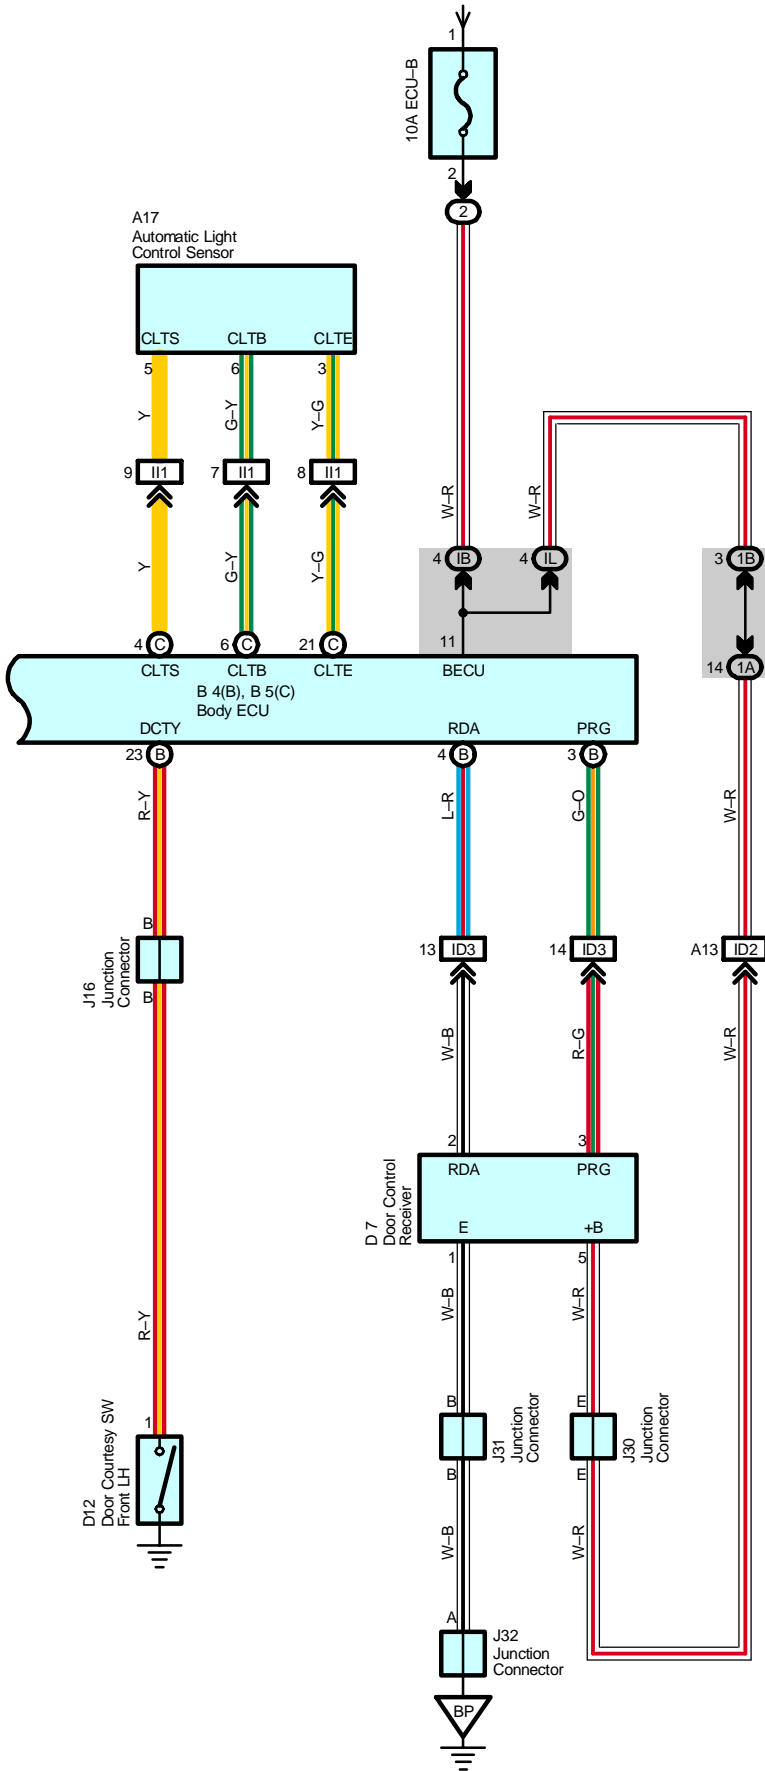 1
10A ECU–B
2
2
A17
Automatic Light
Control Sensor
CLTS CLTB CLTE
5 6 3
Y G–Y Y–G W–R W–R
9 II1 7 II1 8 II1
Y G–Y Y–G
4 IB 4 IL 3 1B
4 C 6 C 21 C 11 14 1A
CLTS CLTB CLTE BECU
B 4(B), B 5(C)
Body ECU
DCTY RDA PRG
23 B 4 B 3 B
R–Y L–R G–O W–R
B
J16
Junction
Connector
B
13 ID3 14 ID3 A13 ID2
W–B R–G W–R
2 3
RDA PRG
D 7
Door Control
Receiver
E +B
1 5
R–Y W–B W–R
B E
J31
Junction
Connector
J30
Junction
Connector
B E
1
D12
Door Courtesy SW
Front LH
W–B W–R
A
J32
Junction
Connector
BP